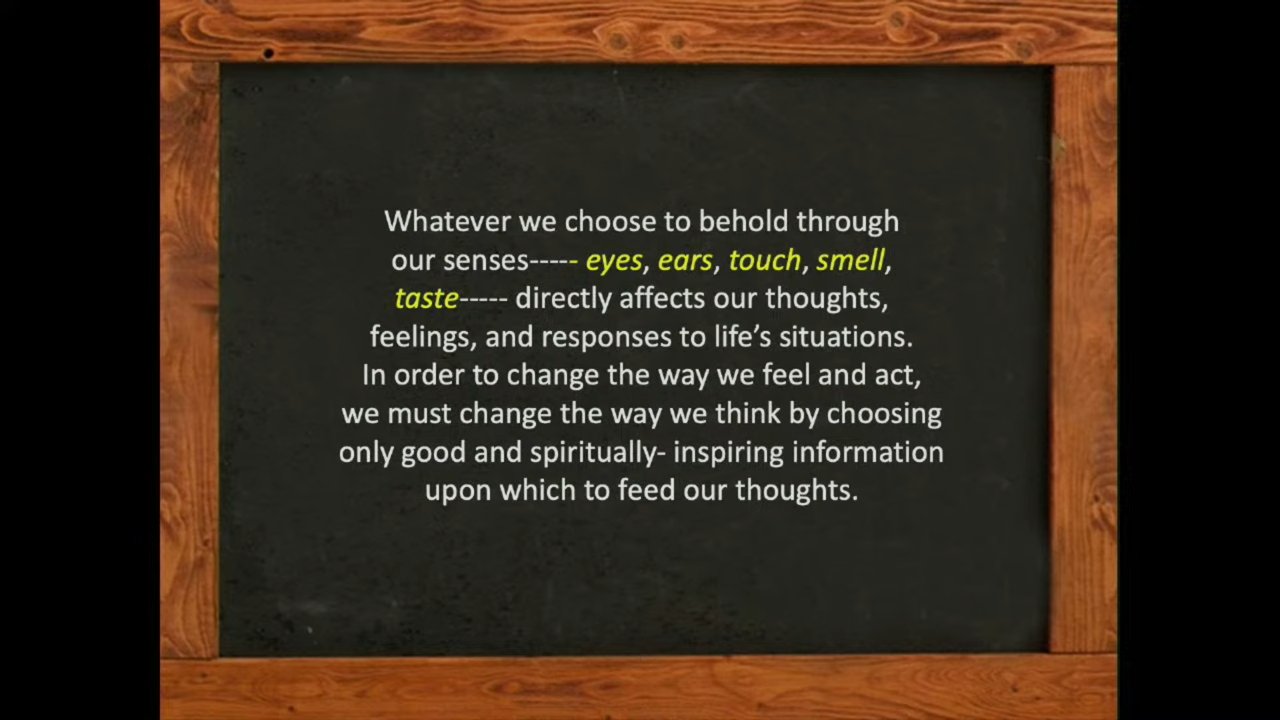 Whatever we choose to behold through
our senses----- eyes, ears, touch, smell,
taste----- directly affects our thoughts,
feelings, and responses to life’s situations.
In order to change the way we feel and act,
we must change the way we think by choosing
only good and spiritually- inspiring information
upon which to feed our thoughts.